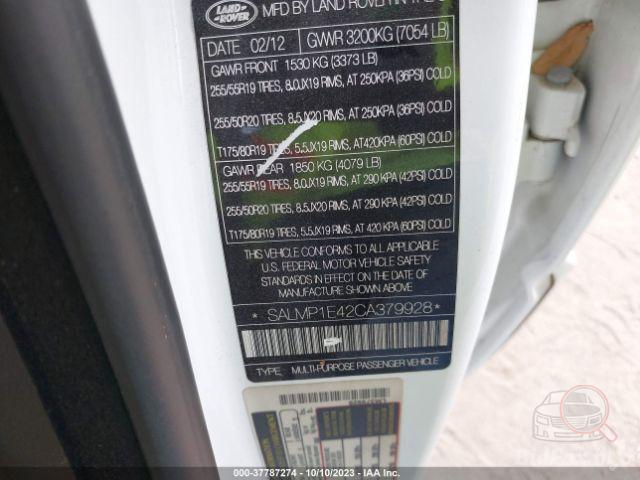 LAND ROVER
MFD BY LAND ROVER IN
DATE 02/12 GVWR 3200KG (7054 LB)
GAWR FRONT 1530 KG (3373 LB)
255/55R19 TIRES, 8.0JX19 RIMS, AT 250KPA (36PSI) COLD
255/50R20 TIRES, 8.5JX20 RIMS, AT 250KPA (36PSI) COLD
T175/80R19 TIRES, 5.5JX19 RIMS, AT 420KPA (60PSI) COLD
GAWR REAR 1850 KG (4079 LB)
255/55R19 TIRES, 8.0JX19 RIMS, AT 290 KPA (42PSI) COLD
255/50R20 TIRES, 8.5JX20 RIMS, AT 290 KPA (42PSI) COLD
T175/80R19 TIRES, 5.5JX19 RIMS, AT 420 KPA (60PSI) COLD
THIS VEHICLE CONFORMS TO ALL APPLICABLE
U.S. FEDERAL MOTOR VEHICLE SAFETY
STANDARDS IN EFFECT ON THE DATE OF
MANUFACTURE SHOWN ABOVE
*SALMP1E42CA379928*
TYPE: MULTI-PURPOSE PASSENGER VEHICLE
000-37787274 - 10/10/2023 - IAAI.COM